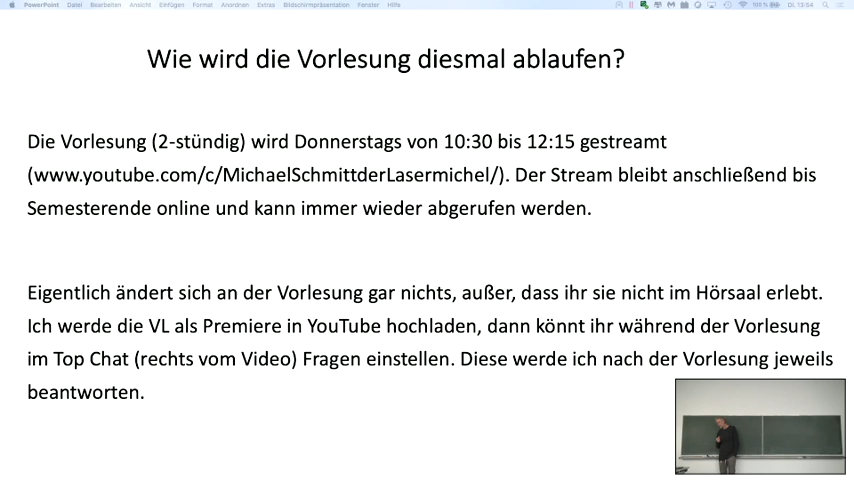 PowerPoint Datei Bearbeiten Ansicht Einfügen Format Anordnen Extras Bildschirmpräsentation Fenster Hilfe 100 % Di. 13:54
Wie wird die Vorlesung diesmal ablaufen?
Die Vorlesung (2-stündig) wird Donnerstags von 10:30 bis 12:15 gestreamt
(www.youtube.com/c/MichaelSchmittderLasermichel/). Der Stream bleibt anschließend bis
Semesterende online und kann immer wieder abgerufen werden.
Eigentlich ändert sich an der Vorlesung gar nichts, außer, dass ihr sie nicht im Hörsaal erlebt.
Ich werde die VL als Premiere in YouTube hochladen, dann könnt ihr während der Vorlesung
im Top Chat (rechts vom Video) Fragen einstellen. Diese werde ich nach der Vorlesung jeweils
beantworten.